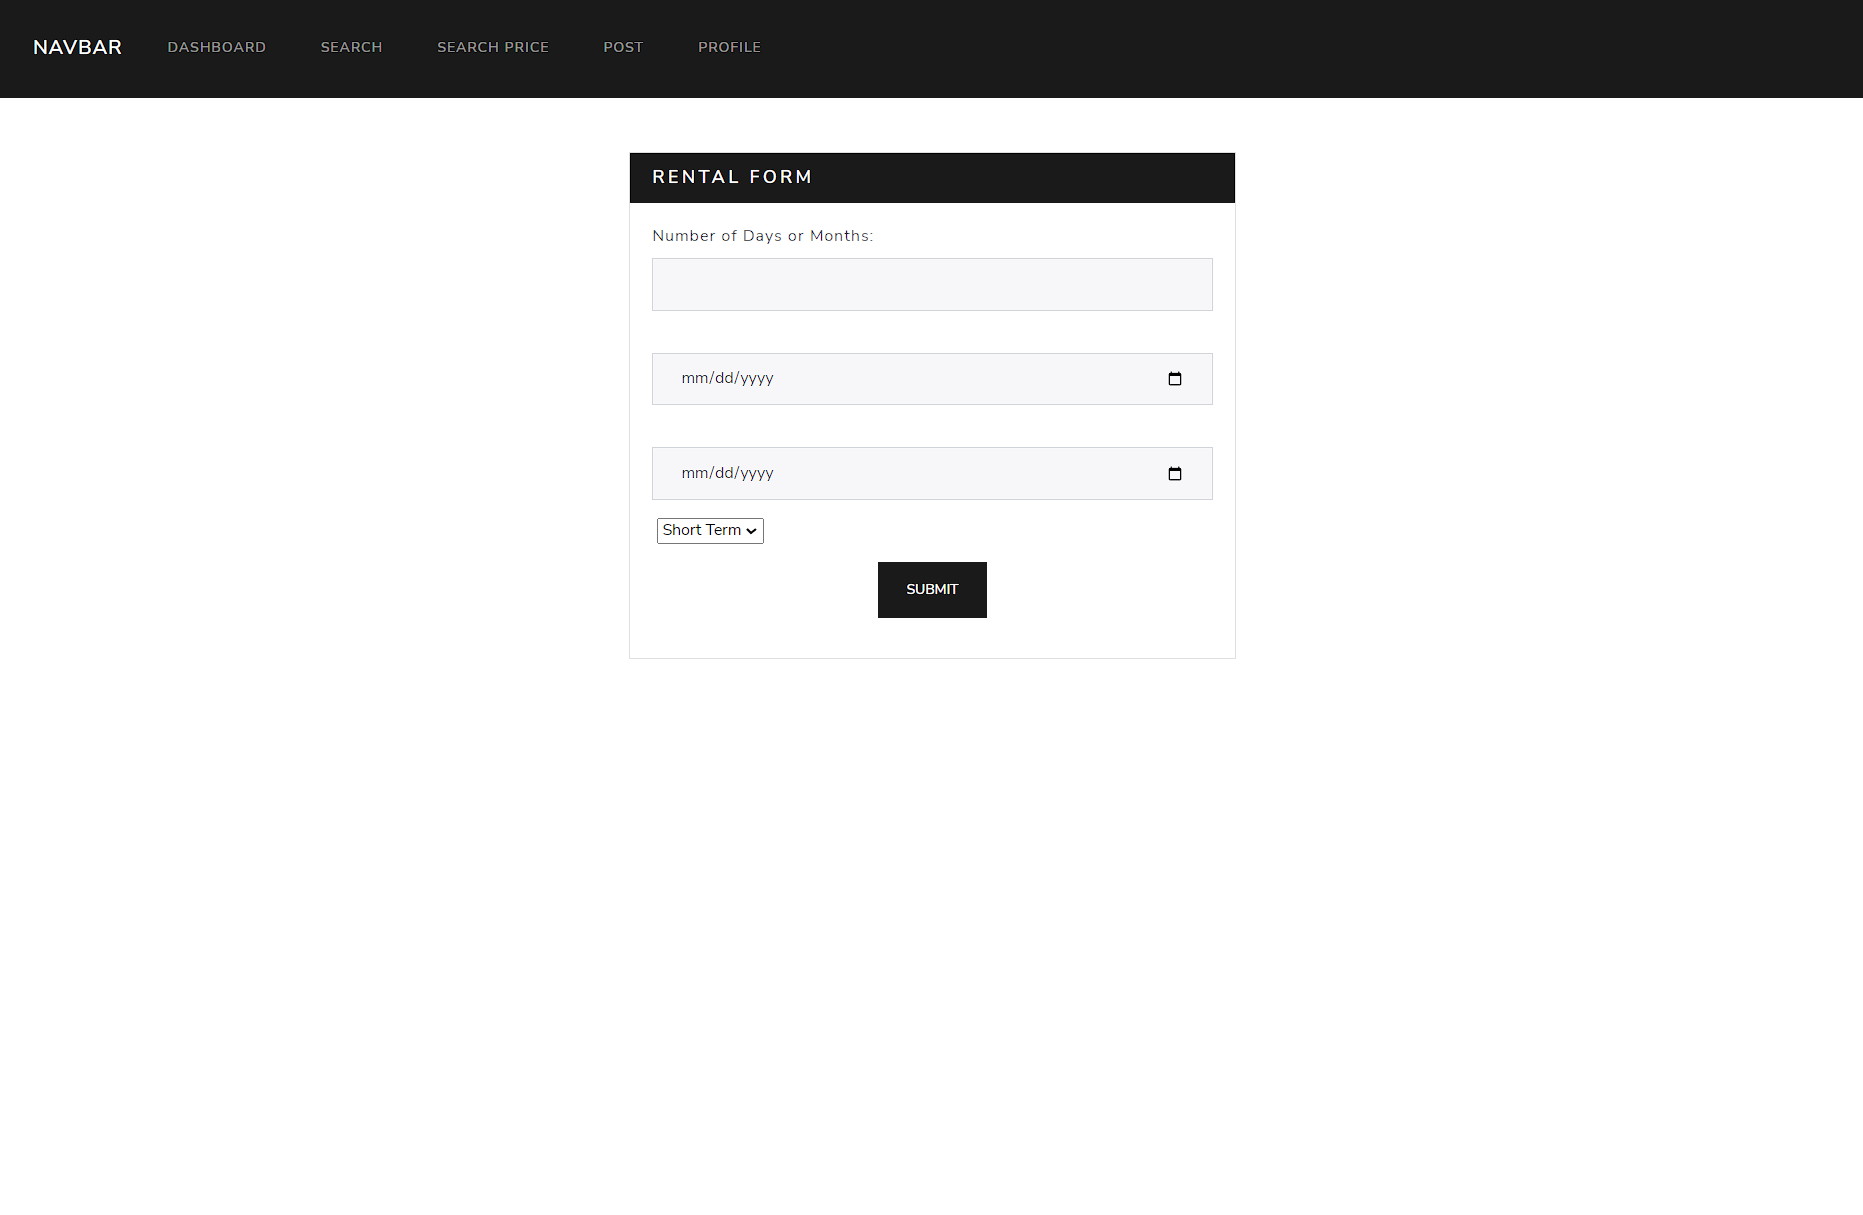 NAVBAR DASHBOARD SEARCH SEARCH PRICE POST PROFILE
RENTAL FORM
Number of Days or Months:
mm/dd/yyyy
mm/dd/yyyy
Short Term
SUBMIT